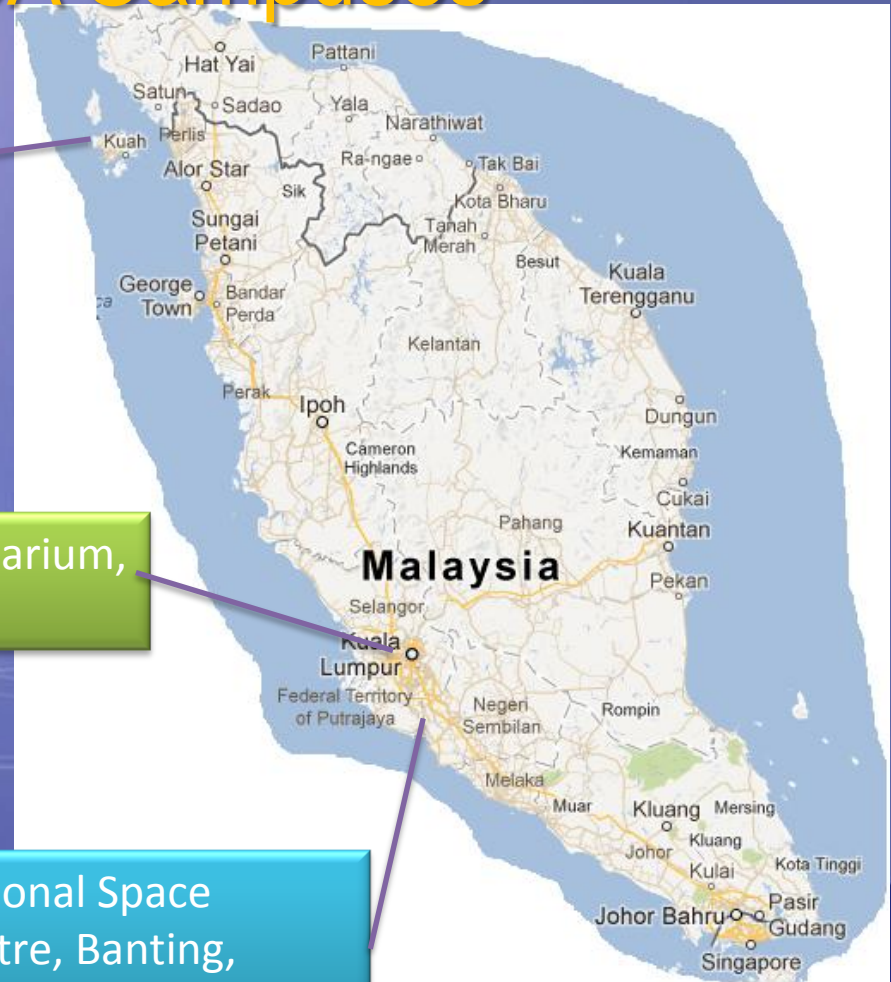 A Campuses
Pattani
Hat Yai
Satun
Sadao
Yala
Narathiwat
Kuah
Perlis
Ra-ngae
Tak Bai
Alor Star
Sik
Kota Bharu
Sungai
Petani
Tanah
Merah
Besut
Kuala
Terengganu
George
Town
Bandar
Perda
Kelantan
Perak
Ipoh
Dungun
Cameron
Highlands
Kemaman
Cukai
Pahang
Kuantan
arium,
Malaysia
Pekan
Selangor
Kuala
Lumpur
Federal Territory
of Putrajaya
Negeri
Sembilan
Rompin
Melaka
Muar
Kluang
Mersing
Kluang
Johor
Kota Tinggi
Kulai
onal Space
tre, Banting,
Johor Bahru
Pasir
Gudang
Singapore